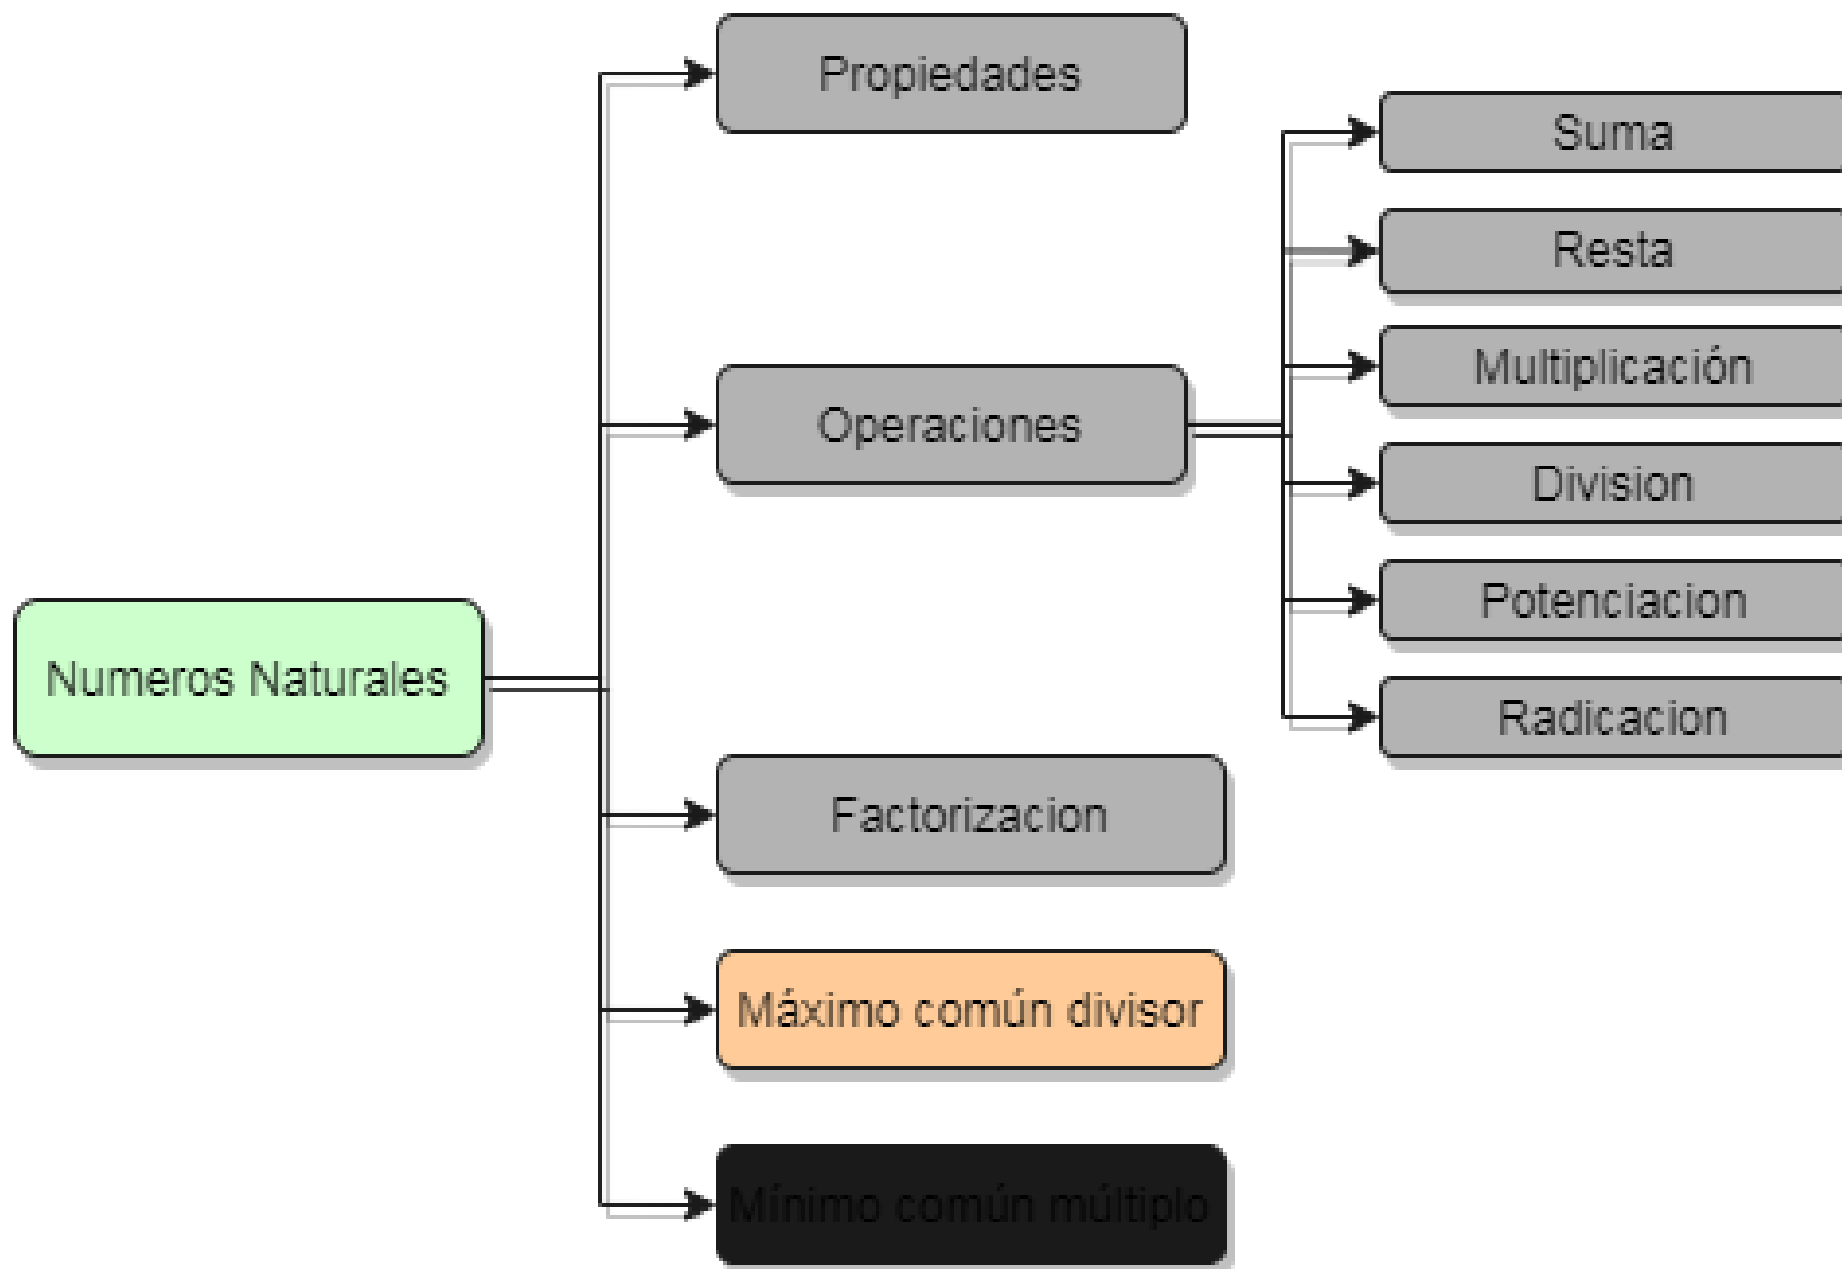 Propiedades
Suma
Resta
Multiplicación
Operaciones
Division
Potenciacion
Numeros Naturales
Radicacion
Factorizacion
Máximo común divisor
Mínimo común múltiplo